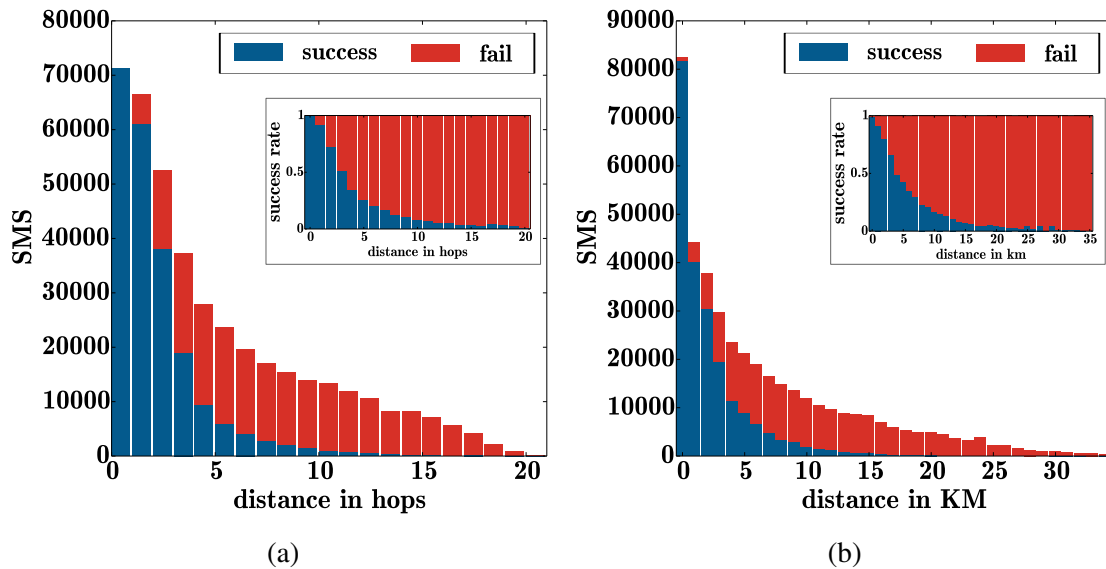 80000
70000
60000
50000
40000
30000
20000
10000
0
SMS
success
fail
1
0.5
0
success rate
0 5 10 15 20
distance in hops
0 5 10 15 20
distance in hops
(a)
90000
80000
70000
60000
50000
40000
30000
20000
10000
0
SMS
success
fail
1
0.5
0
success rate
0 5 10 15 20 25 30 35
distance in km
0 5 10 15 20 25 30
distance in KM
(b)